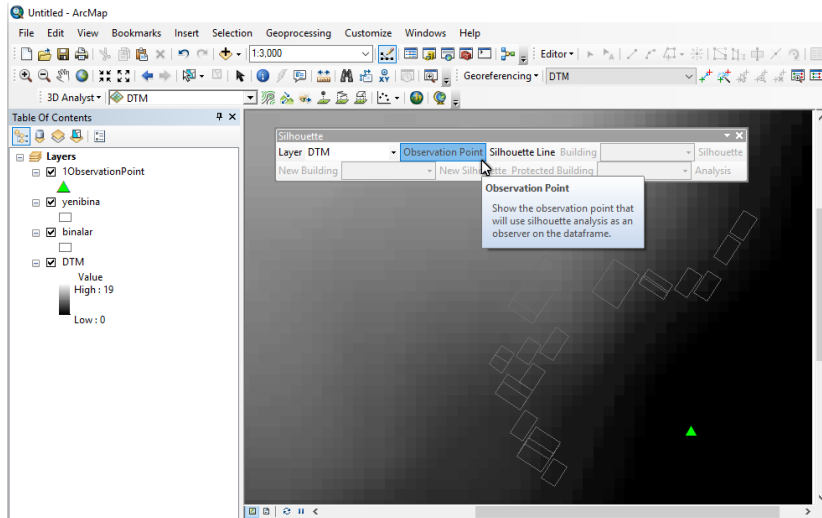 Untitled - ArcMap
File Edit View Bookmarks Insert Selection Geoprocessing Customize Windows Help
1:3,000 Editor
Georeferencing DTM
3D Analyst DTM
Table Of Contents
Silhouette
Layer DTM Observation Point Silhouette Line Building Silhouette
New Building New Silhouette Protected Building Analysis
Observation Point
Show the observation point that
will use silhouette analysis as an
observer on the dataframe.
Layers
1ObservationPoint
yenibina
binalar
DTM
Value
High : 19
Low : 0